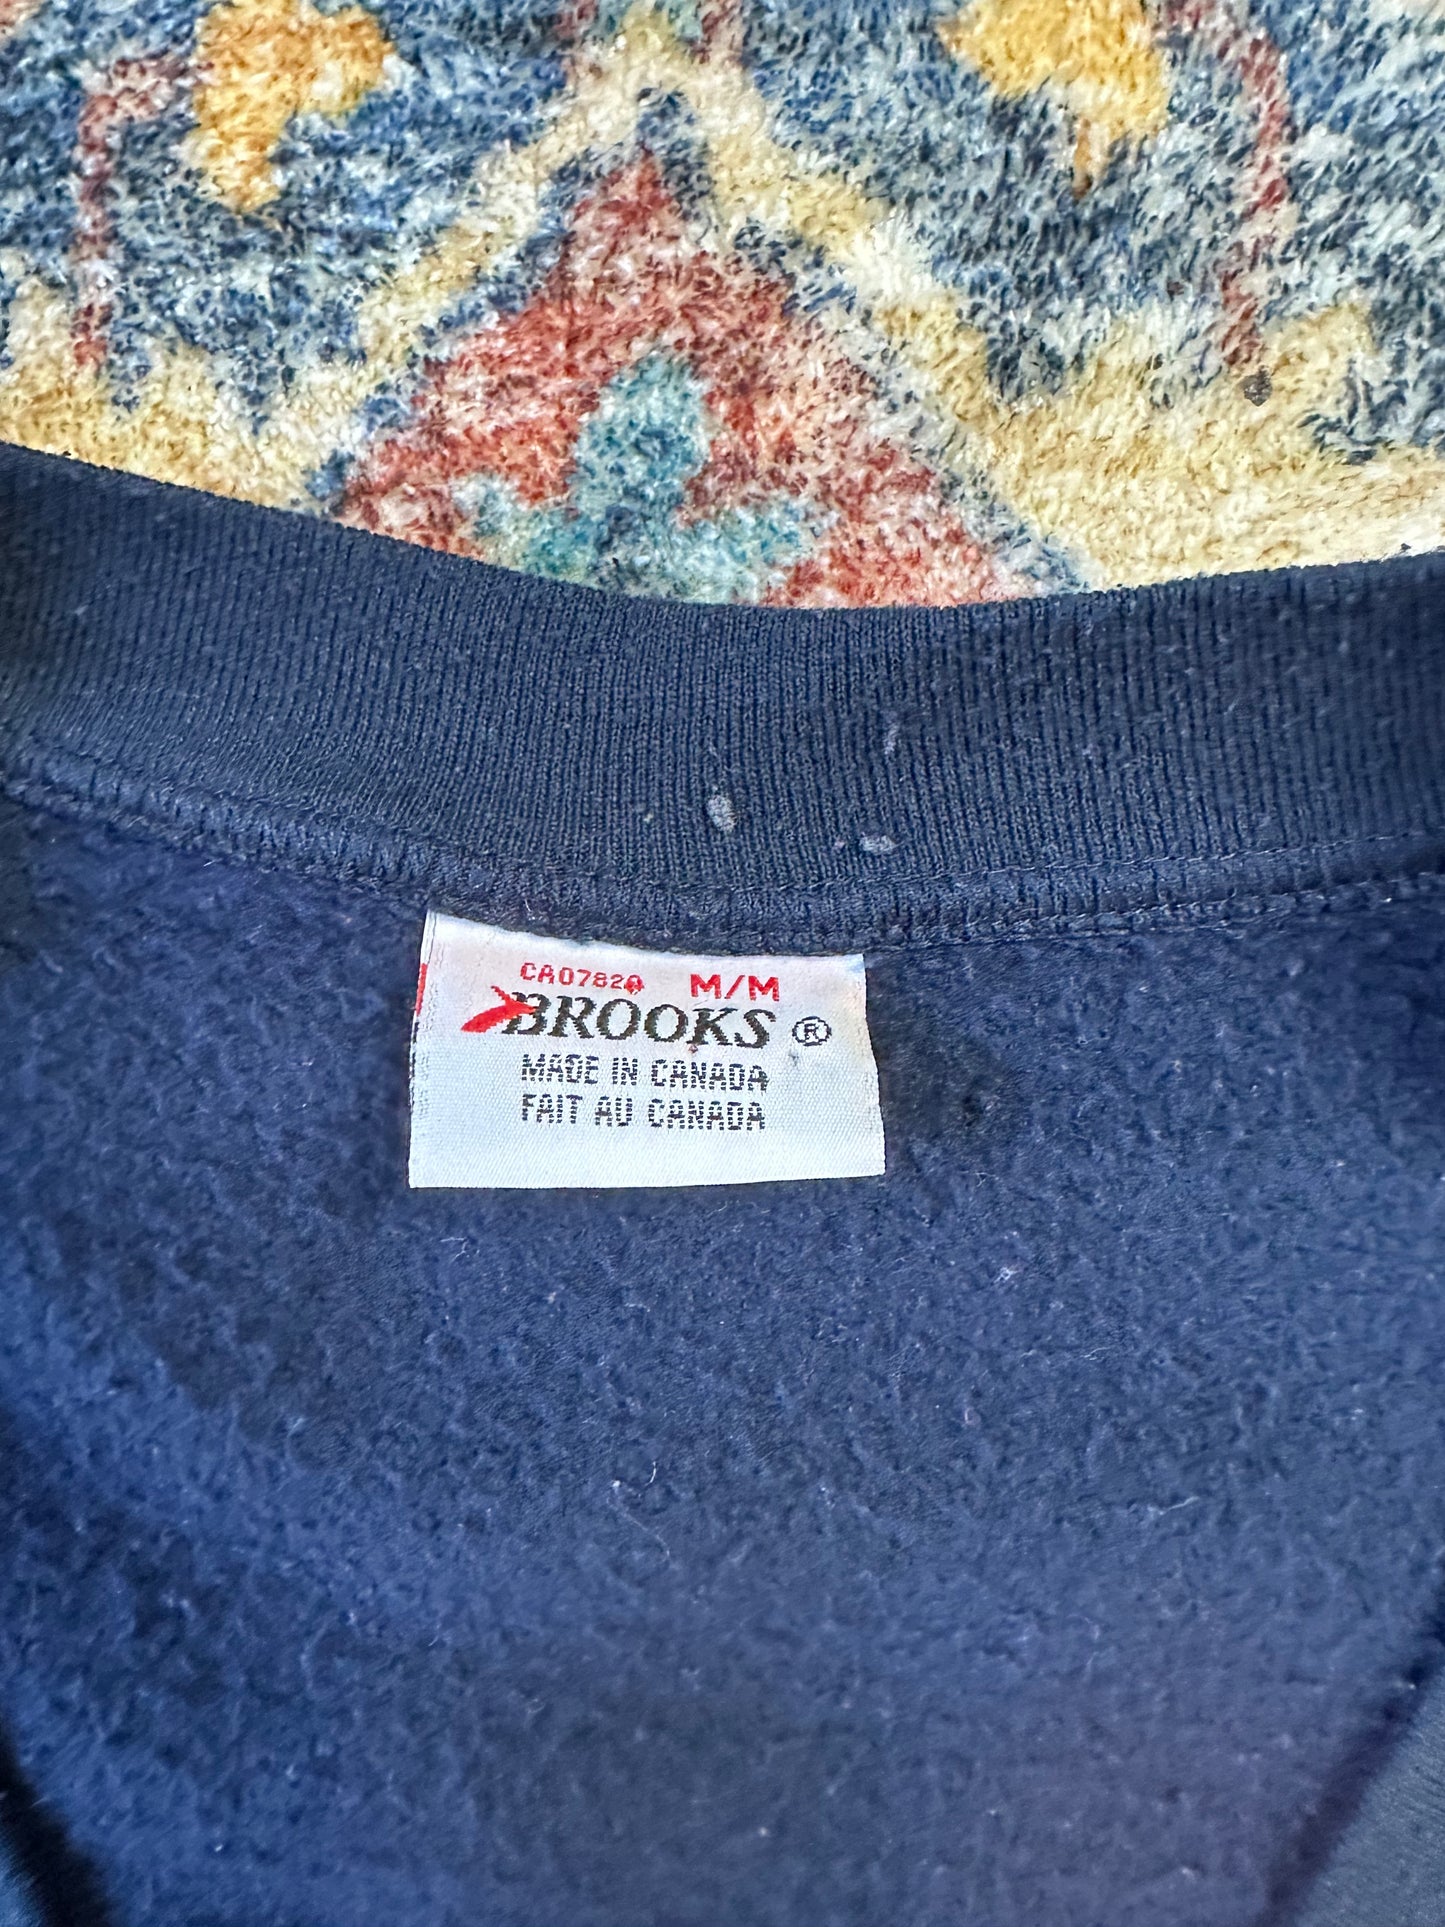 CA07820 M/M
BROOKS ®
MADE IN CANADA
FAIT AU CANADA